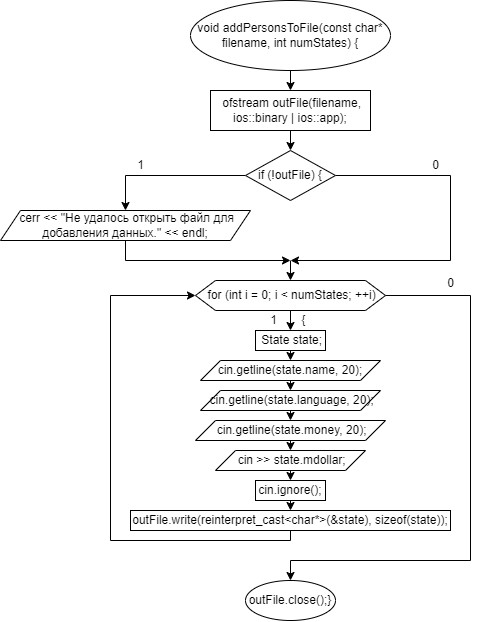 void addPersonsToFile(const char*
filename, int numStates) {
ofstream outFile(filename,
ios::binary | ios::app);
if (!outFile) {
1
0
cerr << "Не удалось открыть файл для
добавления данных." << endl;
for (int i = 0; i < numStates; ++i)
0
1 {
State state;
cin.getline(state.name, 20);
cin.getline(state.language, 20);
cin.getline(state.money, 20);
cin >> state.mdollar;
cin.ignore();
outFile.write(reinterpret_cast<char*>(&state), sizeof(state));
outFile.close();}